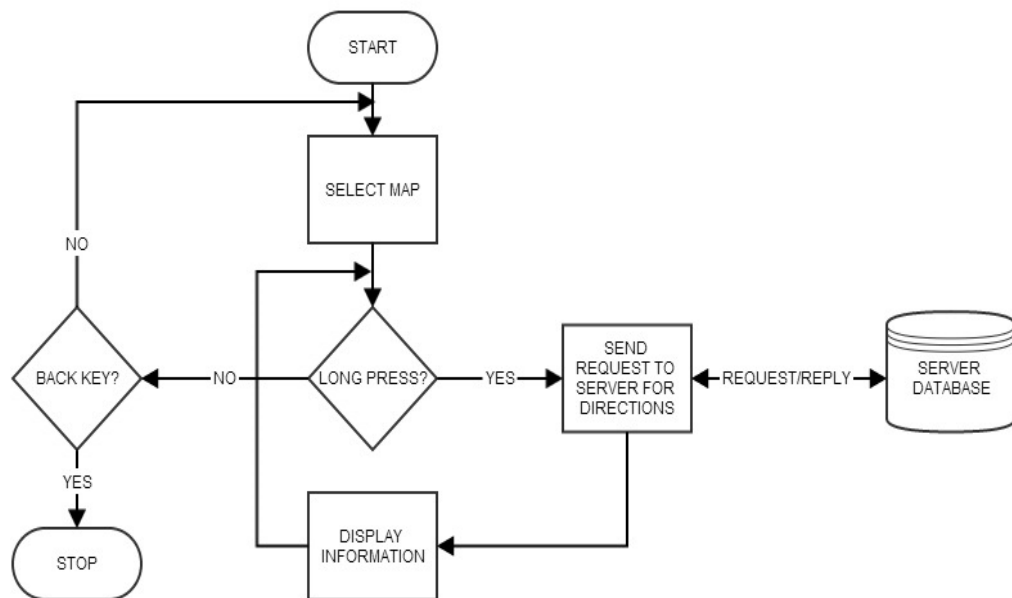 START
SELECT MAP
NO
BACK KEY?
NO
LONG PRESS?
YES
SEND
REQUEST TO
SERVER FOR
DIRECTIONS
REQUEST/REPLY
SERVER
DATABASE
YES
STOP
DISPLAY
INFORMATION